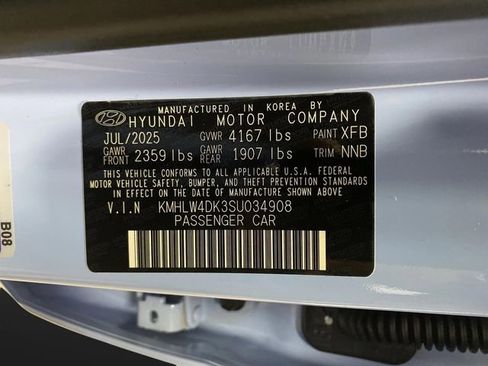 MANUFACTURED IN KOREA BY
HYUNDAI MOTOR COMPANY
JUL/2025 GVWR 4167 lbs PAINT XFB
GAWR FRONT 2359 lbs GAWR REAR 1907 lbs TRIM NNB
THIS VEHICLE CONFORMS TO ALL APPLICABLE U.S.A. FEDERAL
MOTOR VEHICLE SAFETY, BUMPER, AND THEFT PREVENTION
STANDARDS IN EFFECT ON THE DATE OF MANUFACTURE SHOWN ABOVE
V.I.N KMHLW4DK3SU034908
PASSENGER CAR
B08